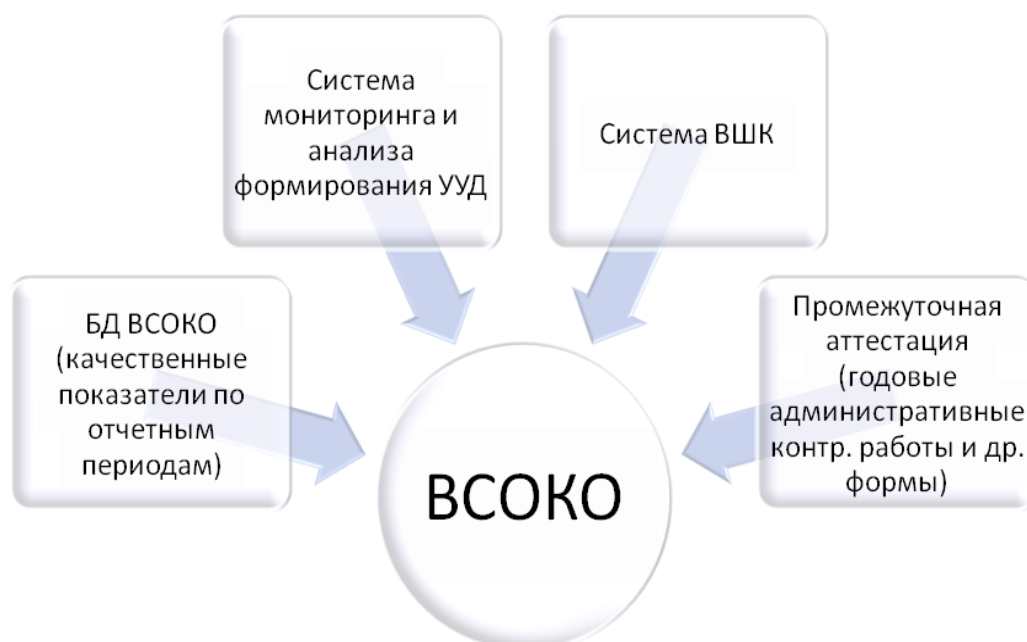 Система
мониторинга и
анализа
формирования УУД
Система ВШК
БД ВСОКО
(качественные
показатели по
отчетным
периодам)
Промежуточная
аттестация
(годовые
административные
контр. работы и др.
формы)
ВСОКО